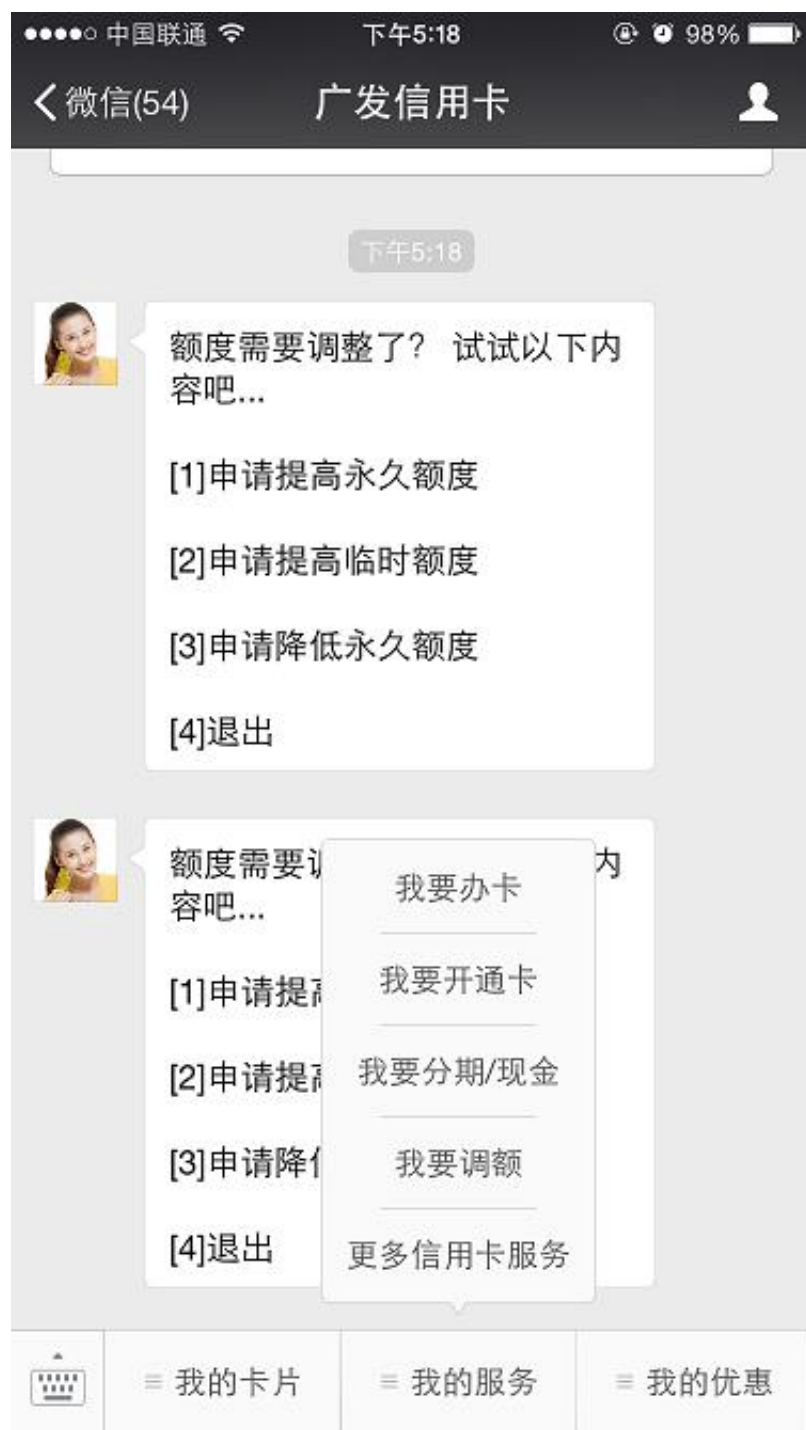 中国联通 下午5:18 98%
微信(54) 广发信用卡
下午5:18
额度需要调整了？ 试试以下内
容吧...
[1]申请提高永久额度
[2]申请提高临时额度
[3]申请降低永久额度
[4]退出
额度需要 内
容吧...
[1]申请提
[2]申请提
[3]申请降
[4]退出
我要办卡
我要开通卡
我要分期/现金
我要调额
更多信用卡服务
我的卡片 我的服务 我的优惠